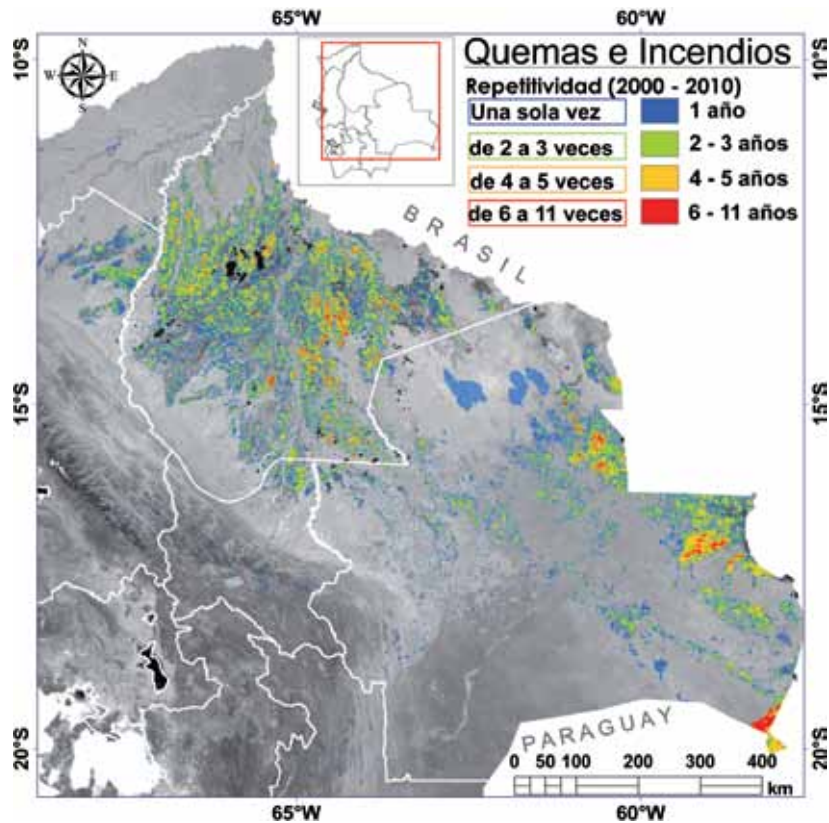 65°W
60°W
10°S
10°S
N
W E
S
Quemas e Incendios
Repetitividad (2000 - 2010)
Una sola vez
1 año
de 2 a 3 veces
2 - 3 años
de 4 a 5 veces
4 - 5 años
de 6 a 11 veces
6 - 11 años
BRASIL
15°S
15°S
PARAGUAY
20°S
20°S
0 50 100 200 300 400
km
65°W
60°W